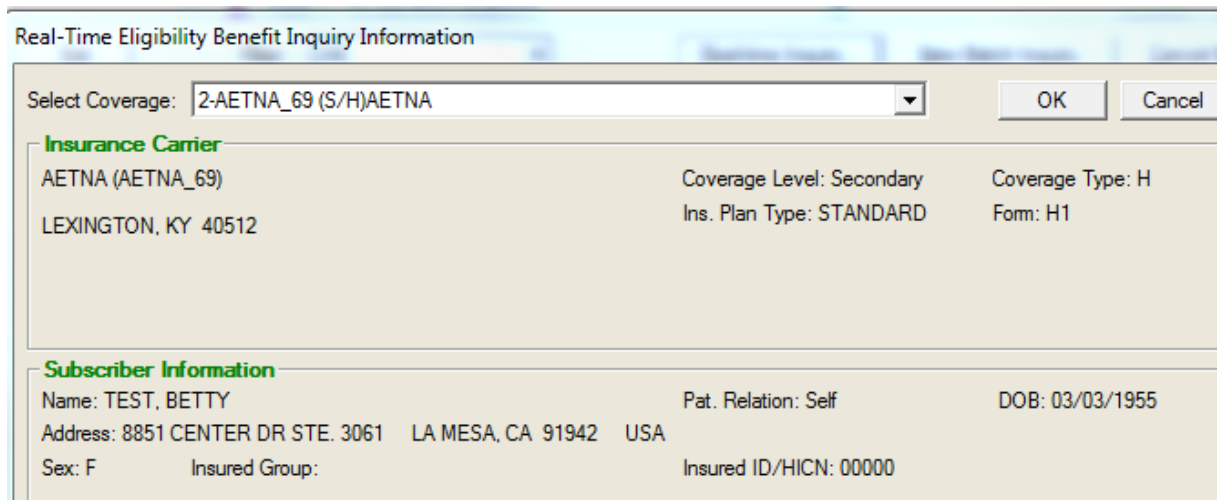 Real-Time Eligibility Benefit Inquiry Information
Select Coverage: 2-AETNA_69 (S/H)AETNA OK Cancel
Insurance Carrier
AETNA (AETNA_69) Coverage Level: Secondary Coverage Type: H
Ins. Plan Type: STANDARD Form: H1
LEXINGTON, KY 40512
Subscriber Information
Name: TEST, BETTY Pat. Relation: Self DOB: 03/03/1955
Address: 8851 CENTER DR STE. 3061 LA MESA, CA 91942 USA
Sex: F Insured Group: Insured ID/HICN: 00000